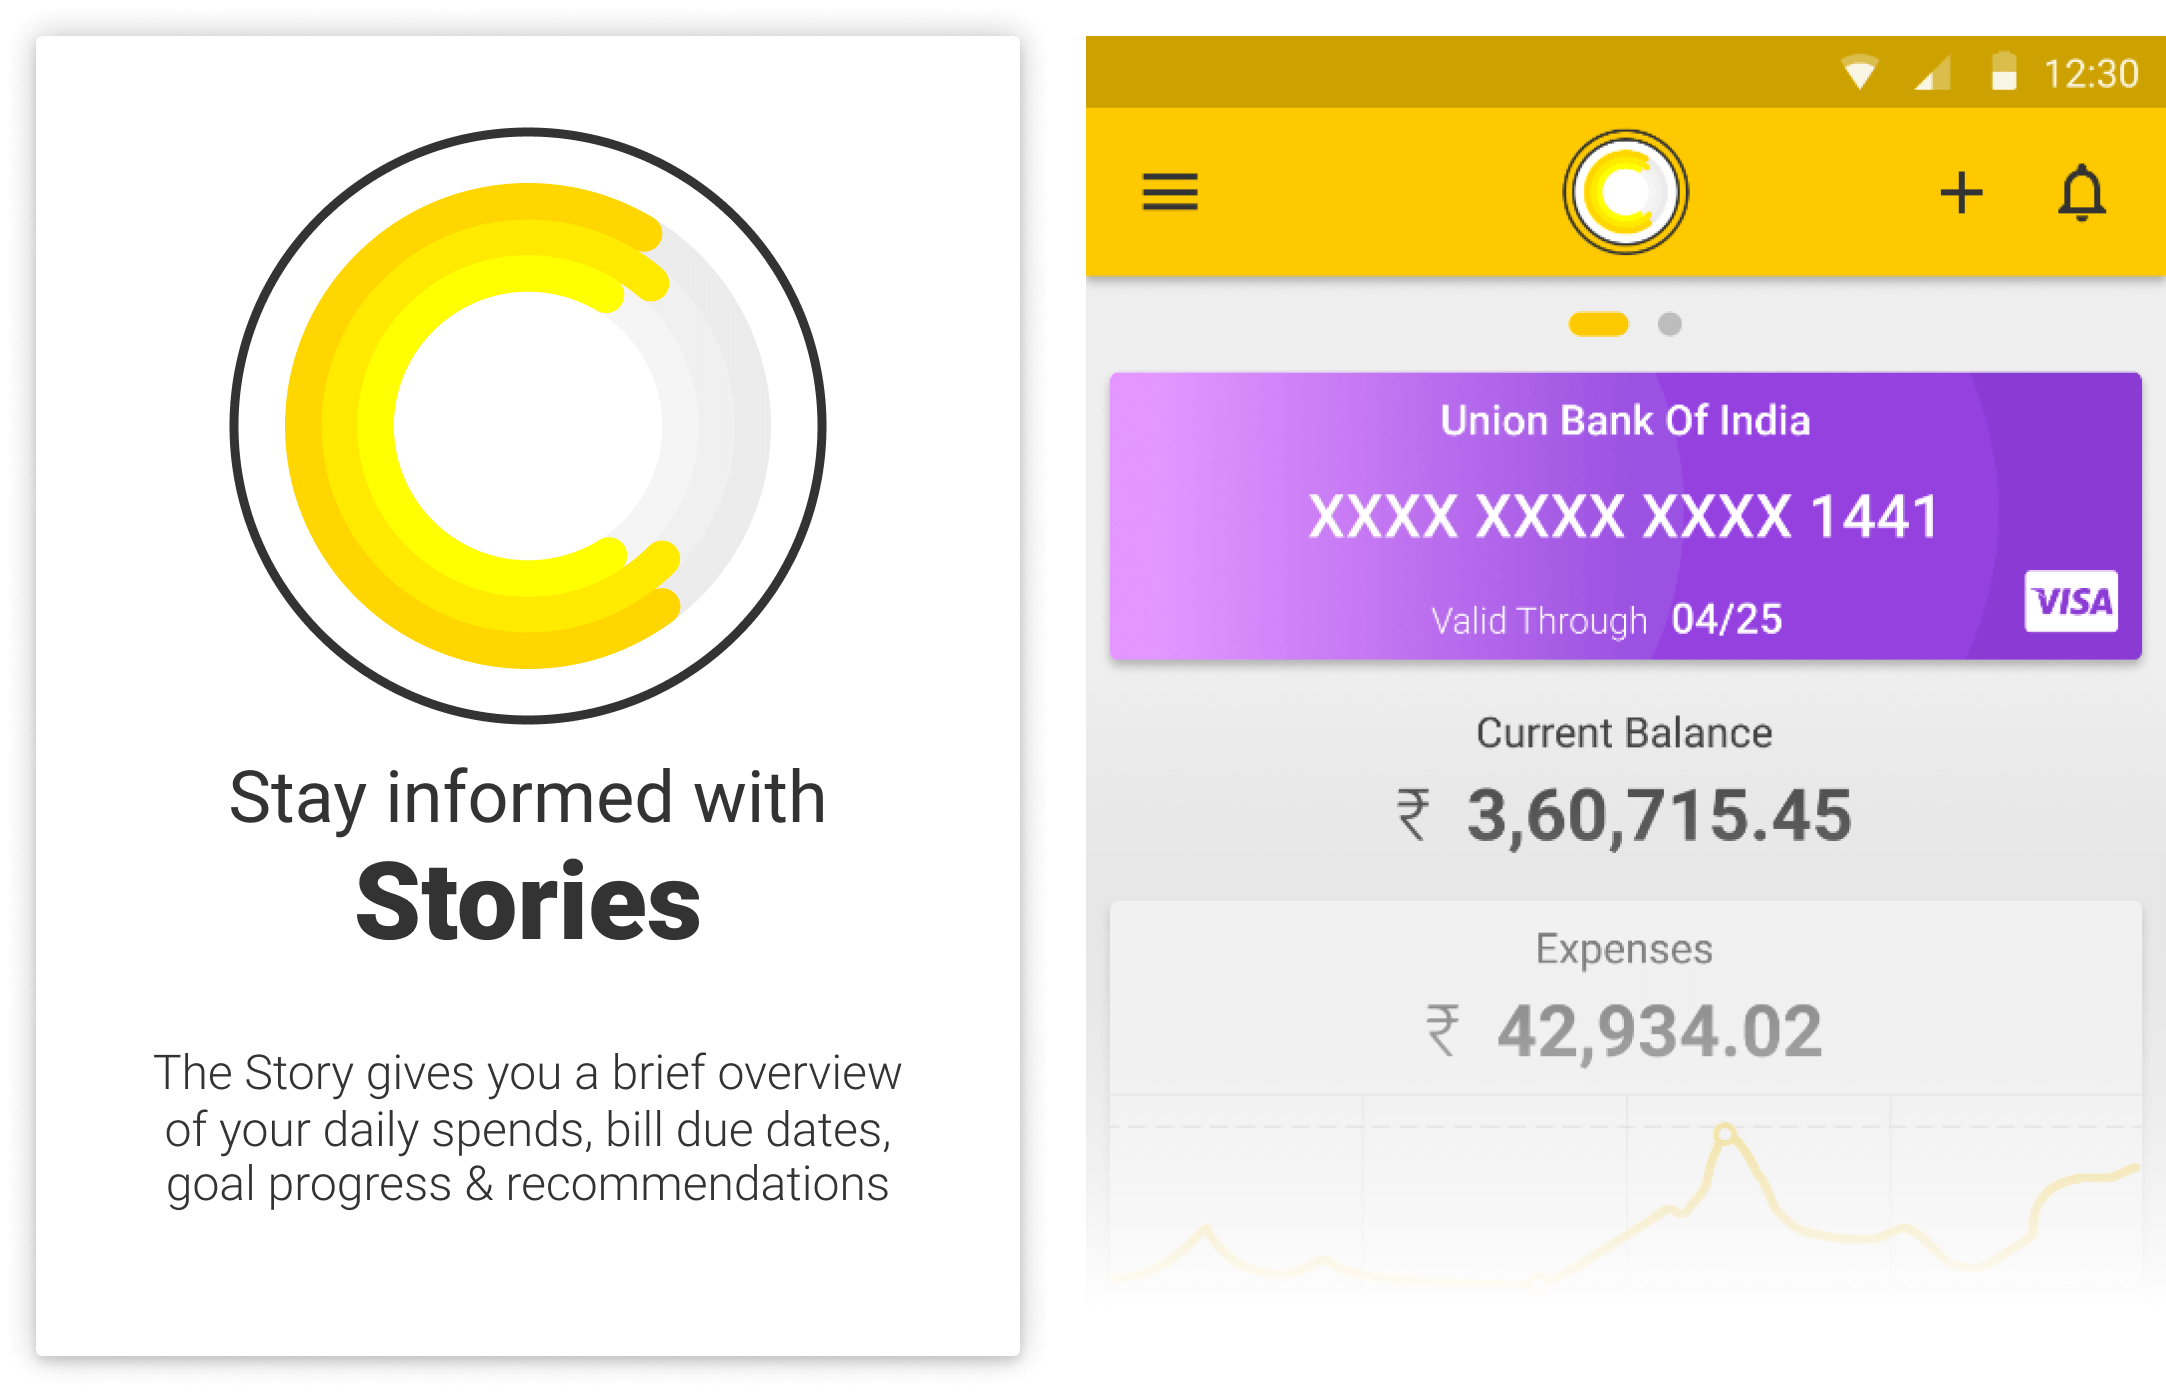 Stay informed with
Stories
The Story gives you a brief overview
of your daily spends, bill due dates,
goal progress & recommendations
12:30
Union Bank Of India
XXXX XXXX XXXX 1441
Valid Through 04/25
VISA
Current Balance
₹ 3,60,715.45
Expenses
₹ 42,934.02